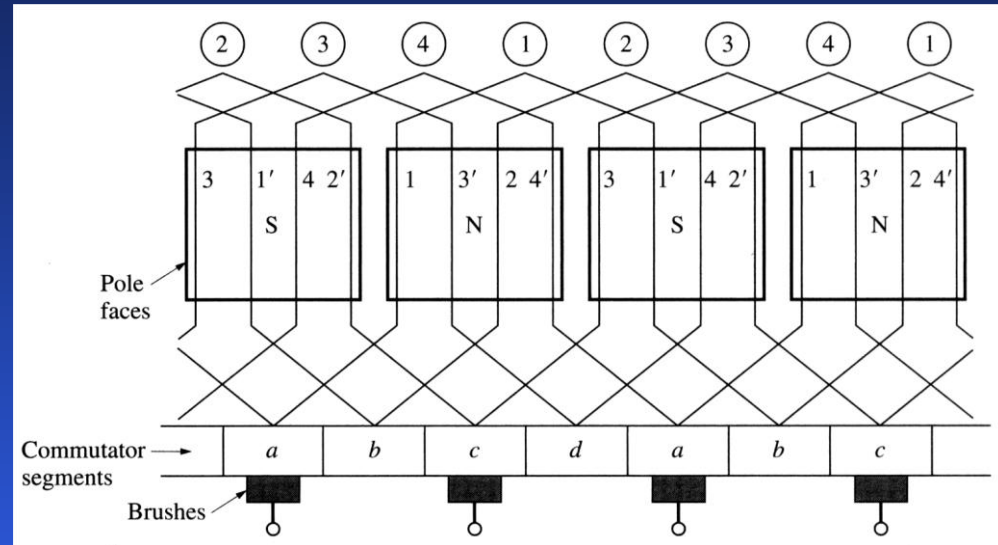 2 3 4 1 2 3 4 1
3 1′ 4 2′ 1 3′ 2 4′ 3 1′ 4 2′ 1 3′ 2 4′
S N S N
Pole
faces
Commutator
segments
a b c d a b c
Brushes